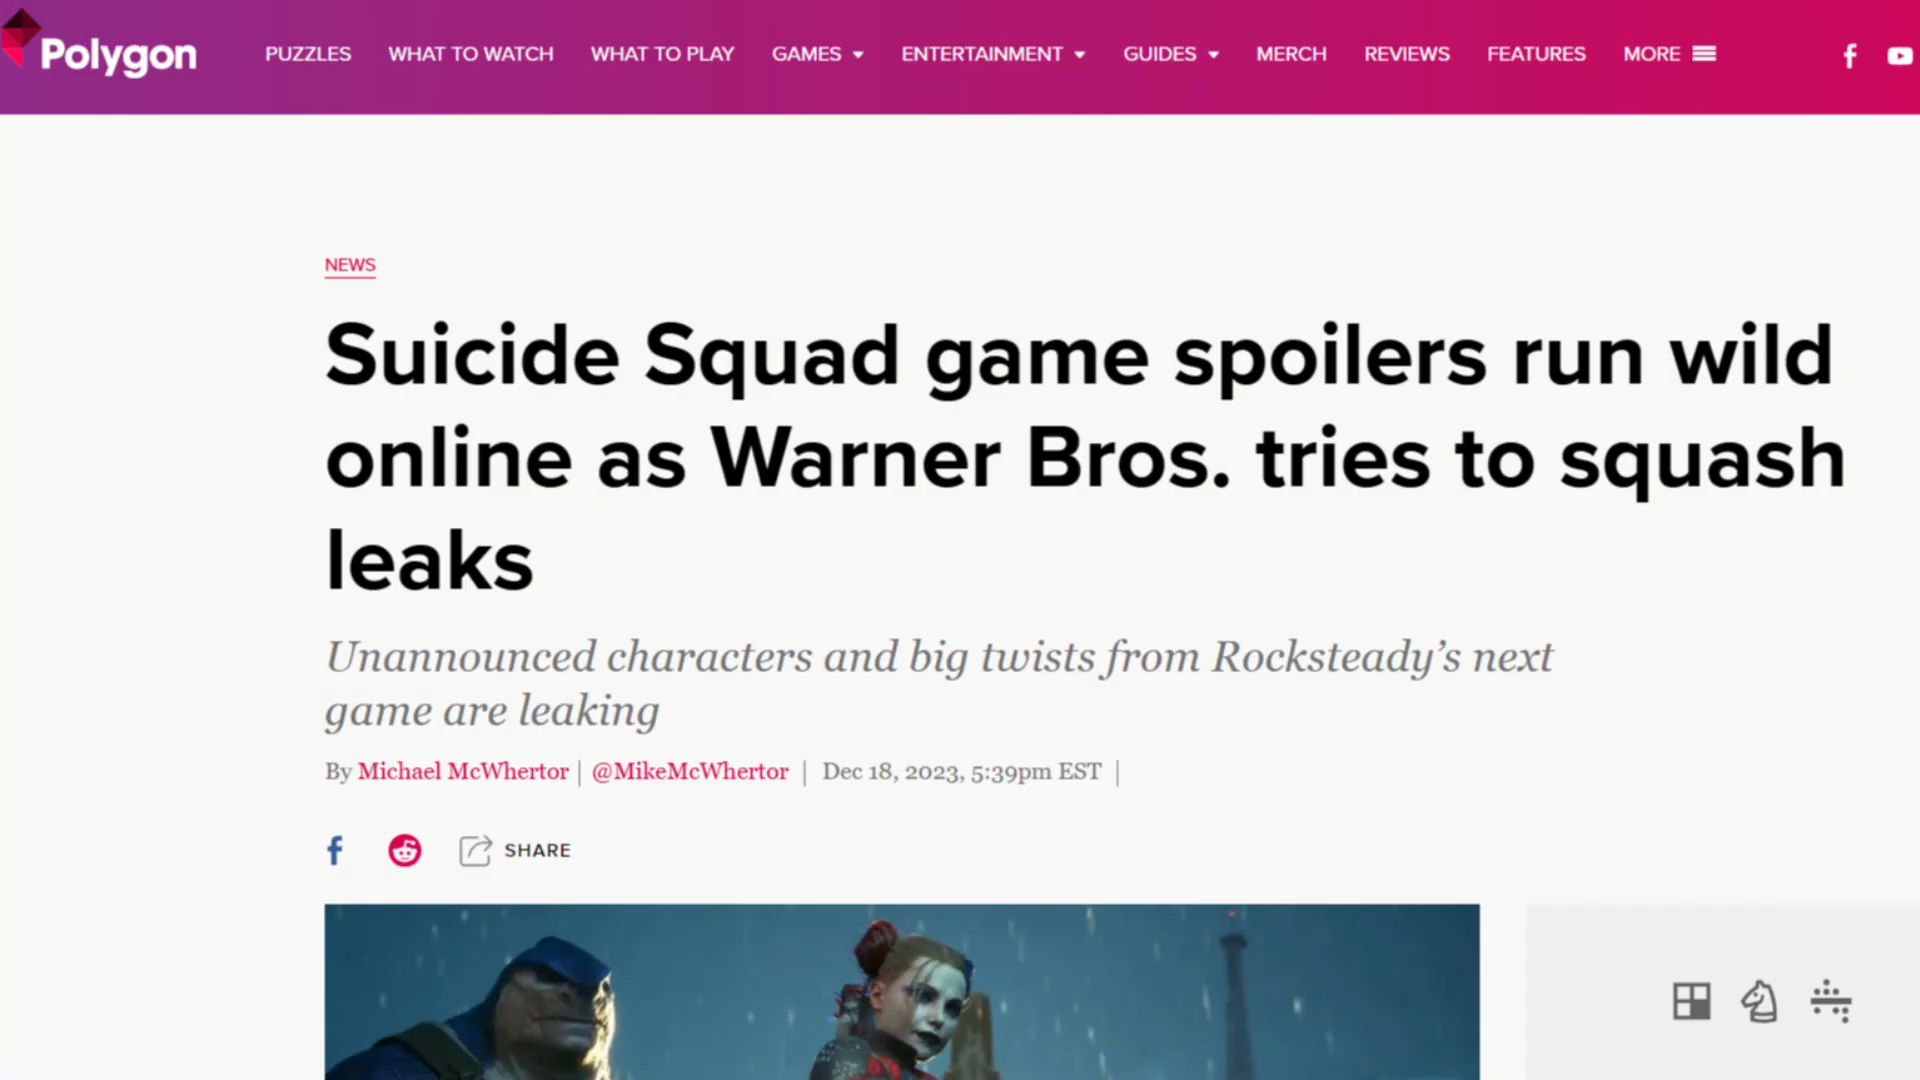 Polygon
PUZZLES WHAT TO WATCH WHAT TO PLAY GAMES ENTERTAINMENT GUIDES MERCH REVIEWS FEATURES MORE
NEWS
Suicide Squad game spoilers run wild
online as Warner Bros. tries to squash
leaks
Unannounced characters and big twists from Rocksteady’s next
game are leaking
By Michael McWhertor | @MikeMcWhertor | Dec 18, 2023, 5:39pm EST |
SHARE